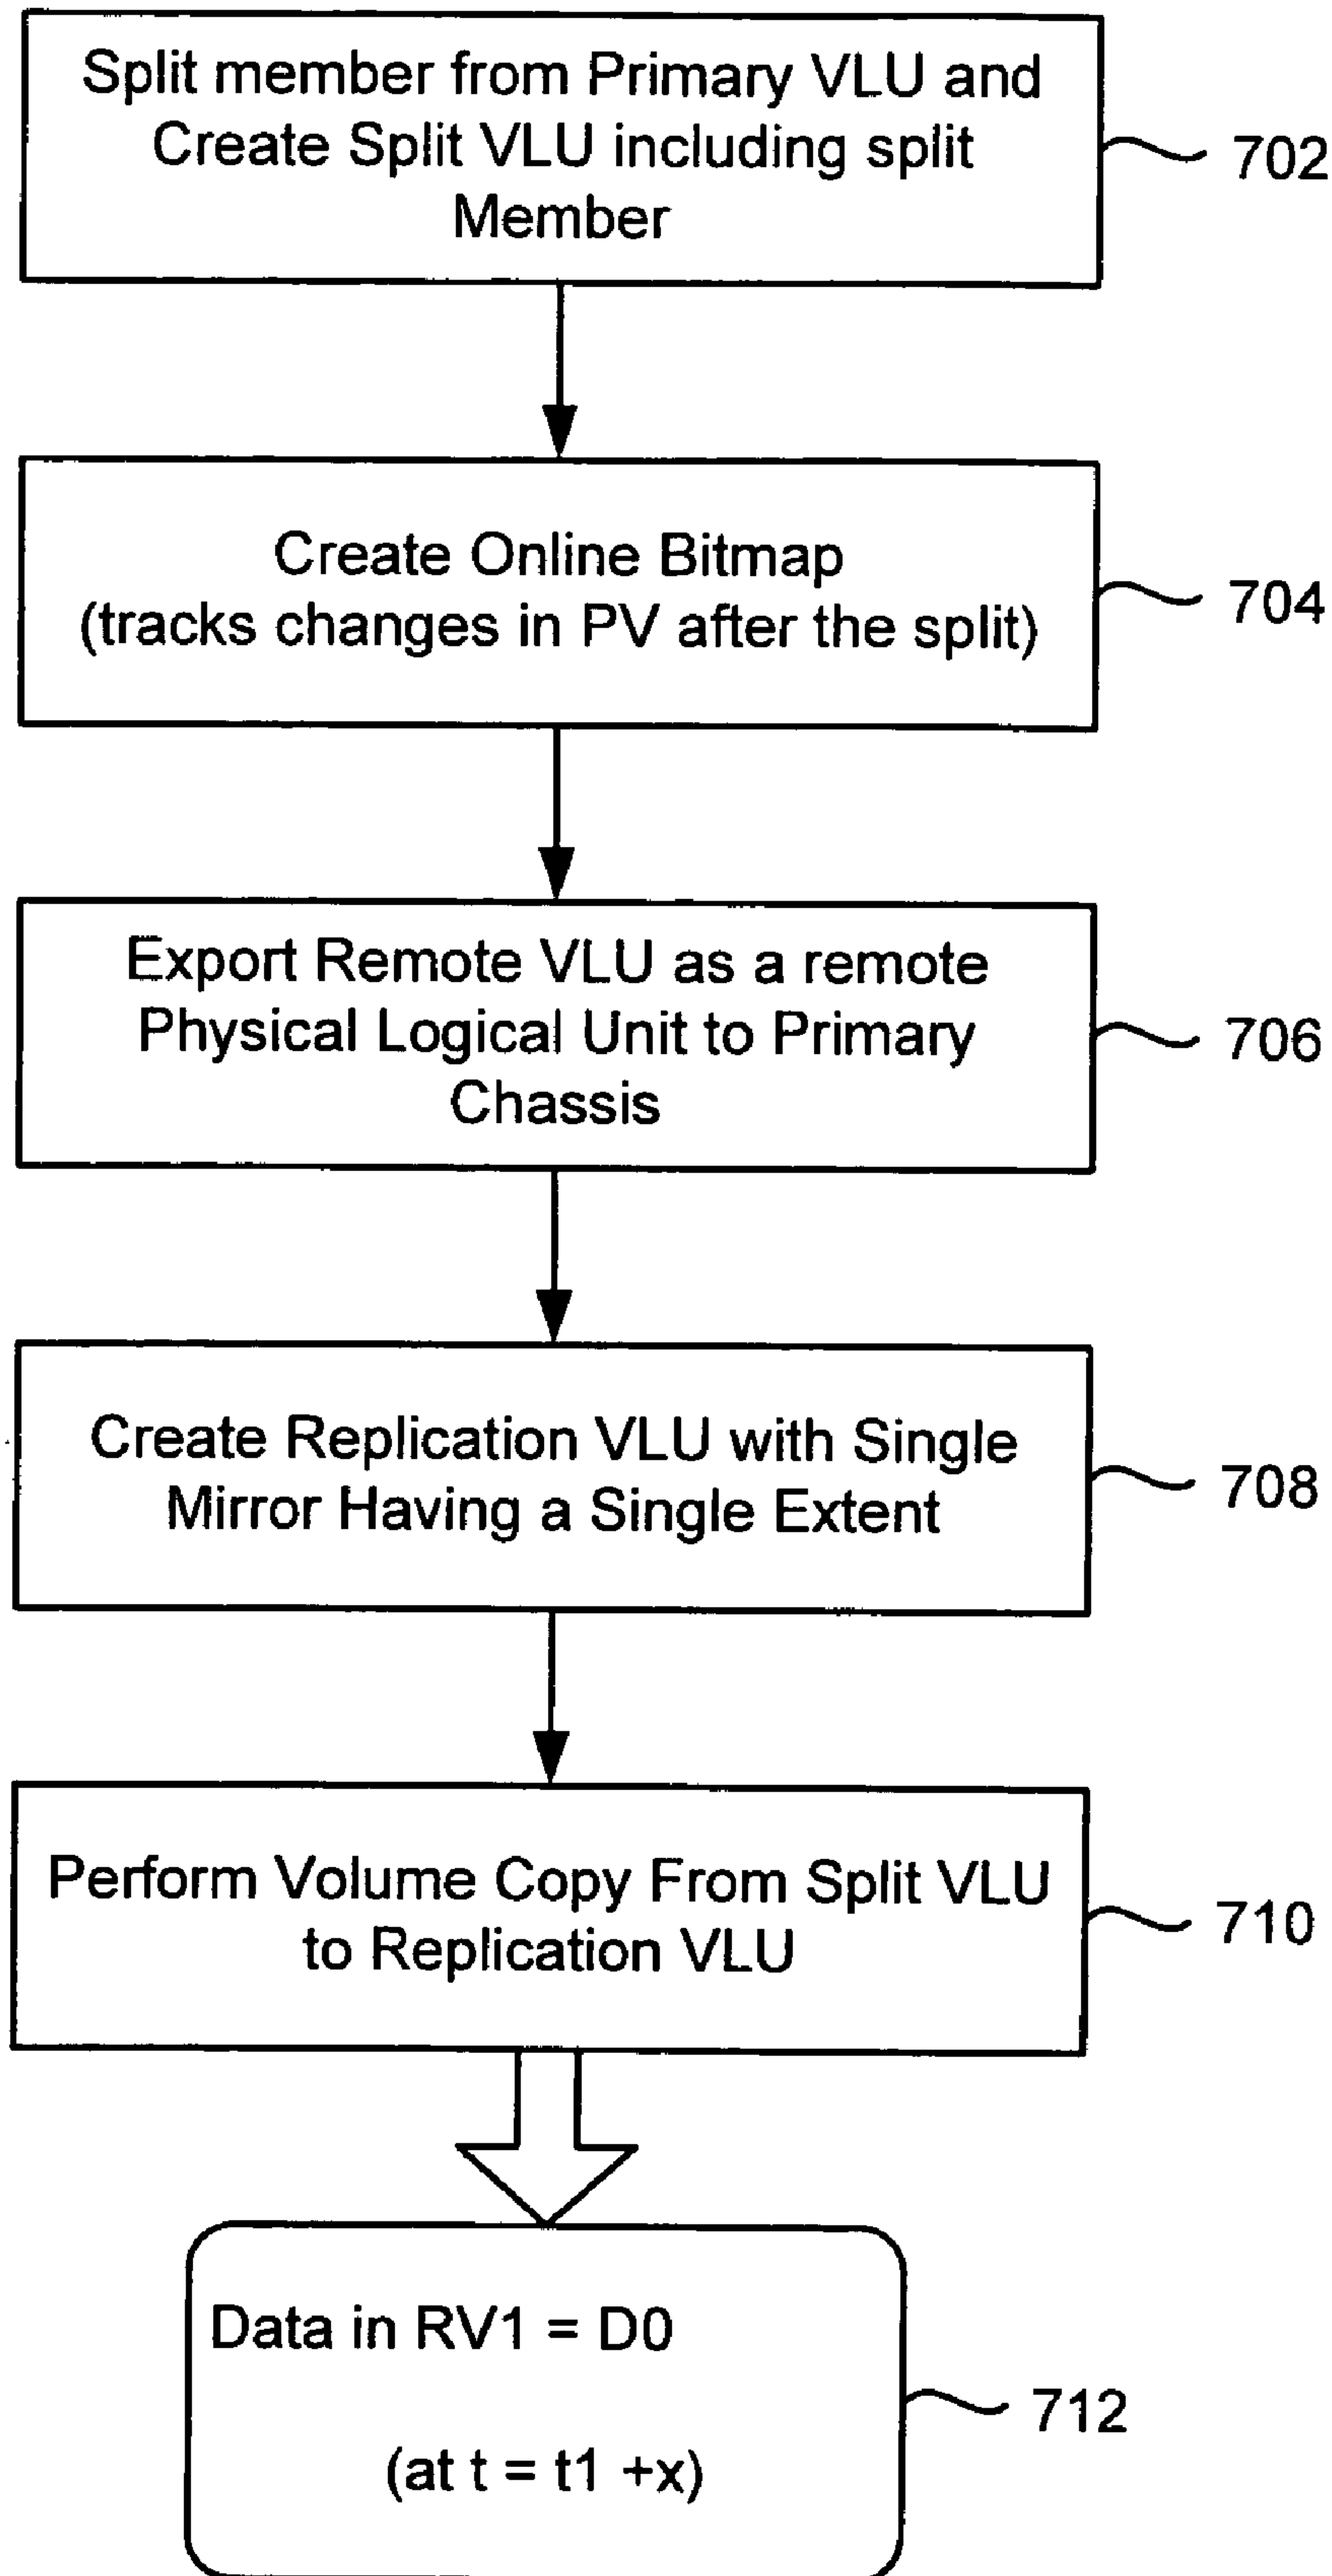 Split member from Primary VLU and
Create Split VLU including split
Member
702
Create Online Bitmap
(tracks changes in PV after the split)
704
Export Remote VLU as a remote
Physical Logical Unit to Primary
Chassis
706
Create Replication VLU with Single
Mirror Having a Single Extent
708
Perform Volume Copy From Split VLU
to Replication VLU
710
Data in RV1 = D0
(at t = t1 +x)
712